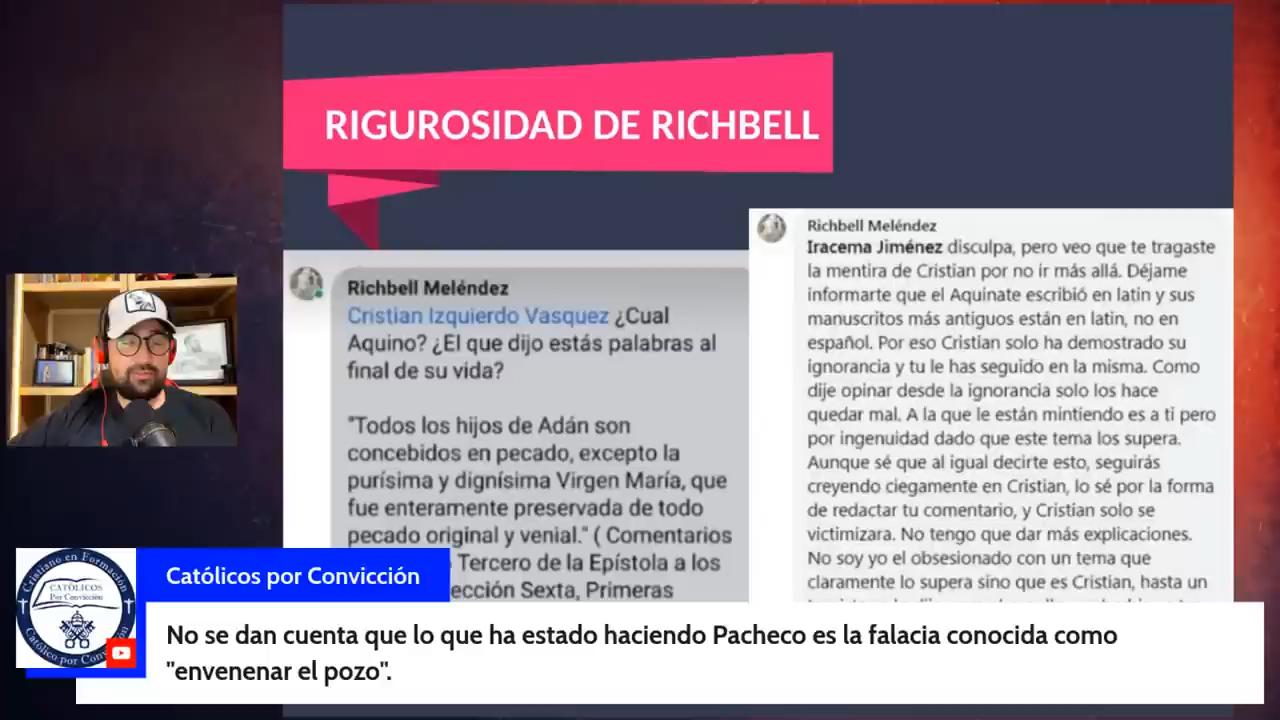 RIGUROSIDAD DE RICHBELL
Richbell Meléndez
Cristian Izquierdo Vasquez ¿Cual
Aquino? ¿El que dijo estás palabras al
final de su vida?
"Todos los hijos de Adán son
concebidos en pecado, excepto la
purísima y dignísima Virgen María, que
fue enteramente preservada de todo
pecado original y venial." ( Comentarios
Tercero de la Epístola a los
ección Sexta, Primeras
Richbell Meléndez
Iracema Jiménez disculpa, pero veo que te tragaste
la mentira de Cristian por no ir más allá. Déjame
informarte que el Aquinate escribió en latin y sus
manuscritos más antiguos están en latin, no en
español. Por eso Cristian solo ha demostrado su
ignorancia y tu le has seguido en la misma. Como
dije opinar desde la ignorancia solo los hace
quedar mal. A la que le están mintiendo es a ti pero
por ingenuidad dado que este tema los supera.
Aunque sé que al igual decirte esto, seguirás
creyendo ciegamente en Cristian, lo sé por la forma
de redactar tu comentario, y Cristian solo se
victimizara. No tengo que dar más explicaciones.
No soy yo el obsesionado con un tema que
claramente lo supera sino que es Cristian, hasta un
Cristiano en Formación
CATÓLICOS
Por Convicción
Católico por Conv
Católicos por Convicción
No se dan cuenta que lo que ha estado haciendo Pacheco es la falacia conocida como
"envenenar el pozo".